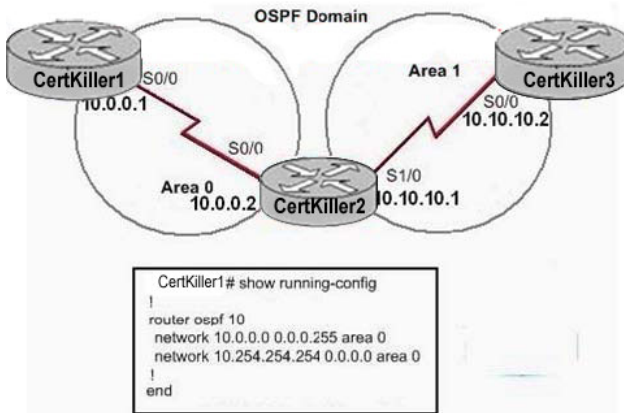 OSPF Domain
CertKiller1
S0/0
10.0.0.1
Area 1
CertKiller3
S0/0
10.10.10.2
S0/0
Area 0
10.0.0.2
CertKiller2
S1/0
10.10.10.1
CertKiller1# show running-config
!
router ospf 10
network 10.0.0.0 0.0.0.255 area 0
network 10.254.254.254 0.0.0.0 area 0
!
end